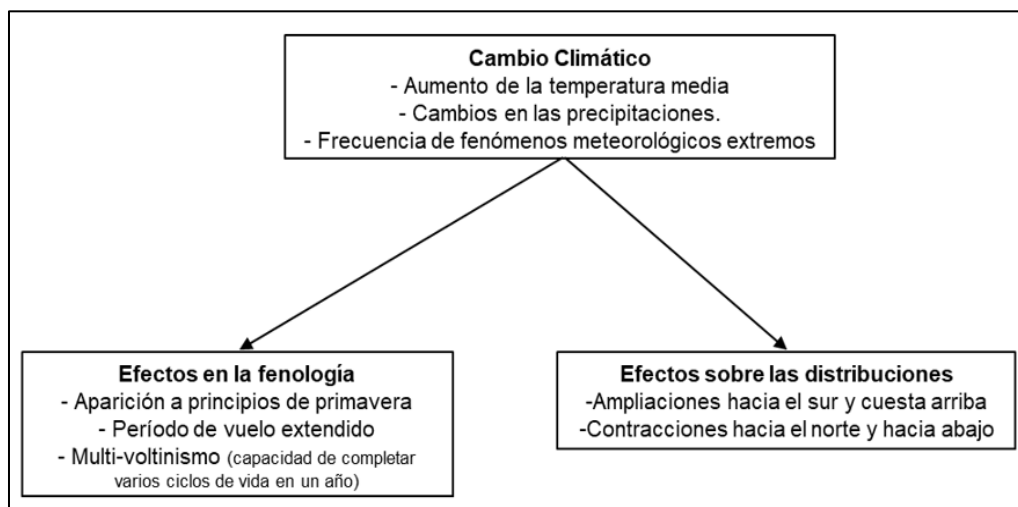 Cambio Climático
- Aumento de la temperatura media
- Cambios en las precipitaciones.
- Frecuencia de fenómenos meteorológicos extremos
Efectos en la fenología
- Aparición a principios de primavera
- Período de vuelo extendido
- Multi-voltinismo (capacidad de completar
varios ciclos de vida en un año)
Efectos sobre las distribuciones
-Ampliaciones hacia el sur y cuesta arriba
-Contracciones hacia el norte y hacia abajo